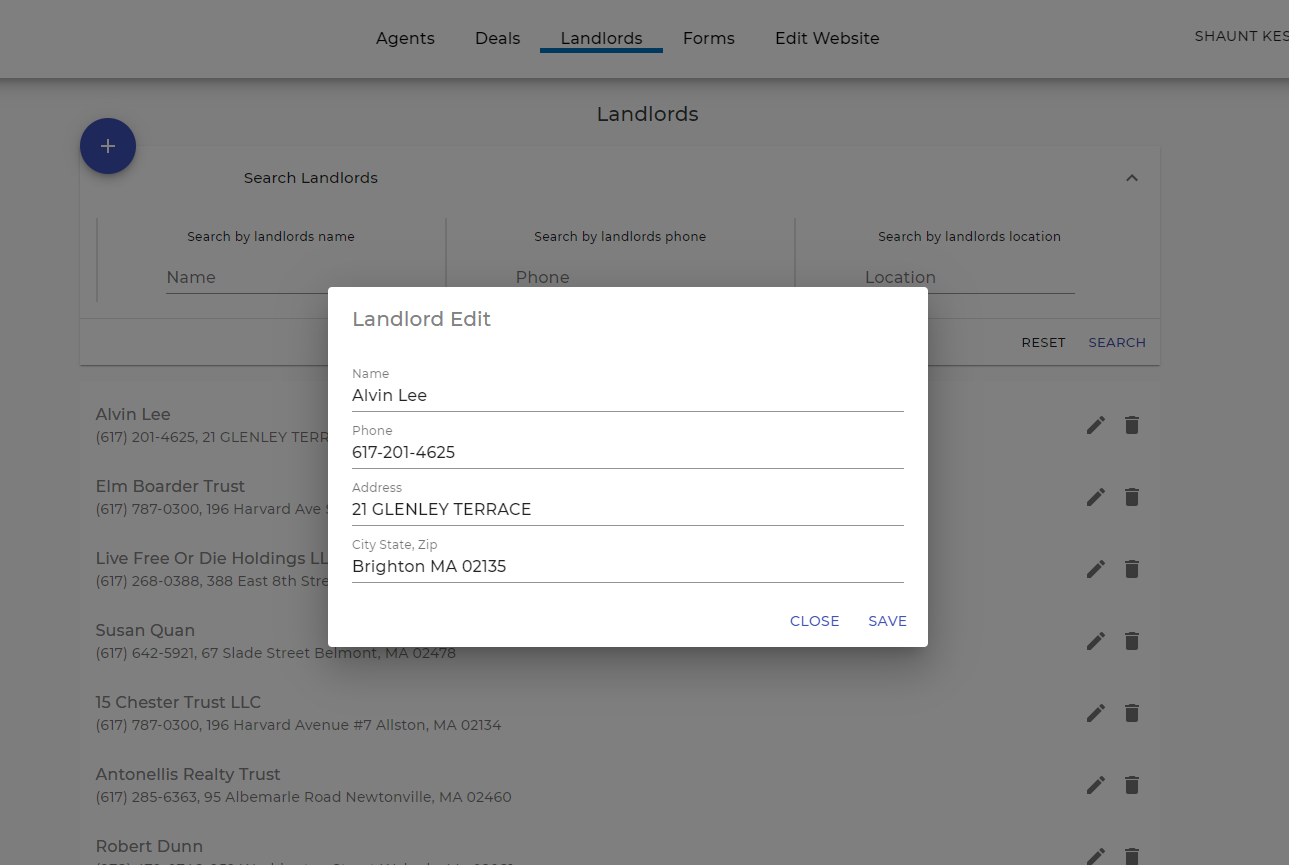 Agents Deals Landlords Forms Edit Website SHAUNT KES
Landlords
+
Search Landlords
Search by landlords name Search by landlords phone Search by landlords location
Name Phone Location
RESET SEARCH
Landlord Edit
Name
Alvin Lee
Phone
617-201-4625
Address
21 GLENLEY TERRACE
City State, Zip
Brighton MA 02135
CLOSE SAVE
Alvin Lee
(617) 201-4625, 21 GLENLEY TERR
Elm Boarder Trust
(617) 787-0300, 196 Harvard Ave
Live Free Or Die Holdings LL
(617) 268-0388, 388 East 8th Stre
Susan Quan
(617) 642-5921, 67 Slade Street Belmont, MA 02478
15 Chester Trust LLC
(617) 787-0300, 196 Harvard Avenue #7 Allston, MA 02134
Antonellis Realty Trust
(617) 285-6363, 95 Albemarle Road Newtonville, MA 02460
Robert Dunn